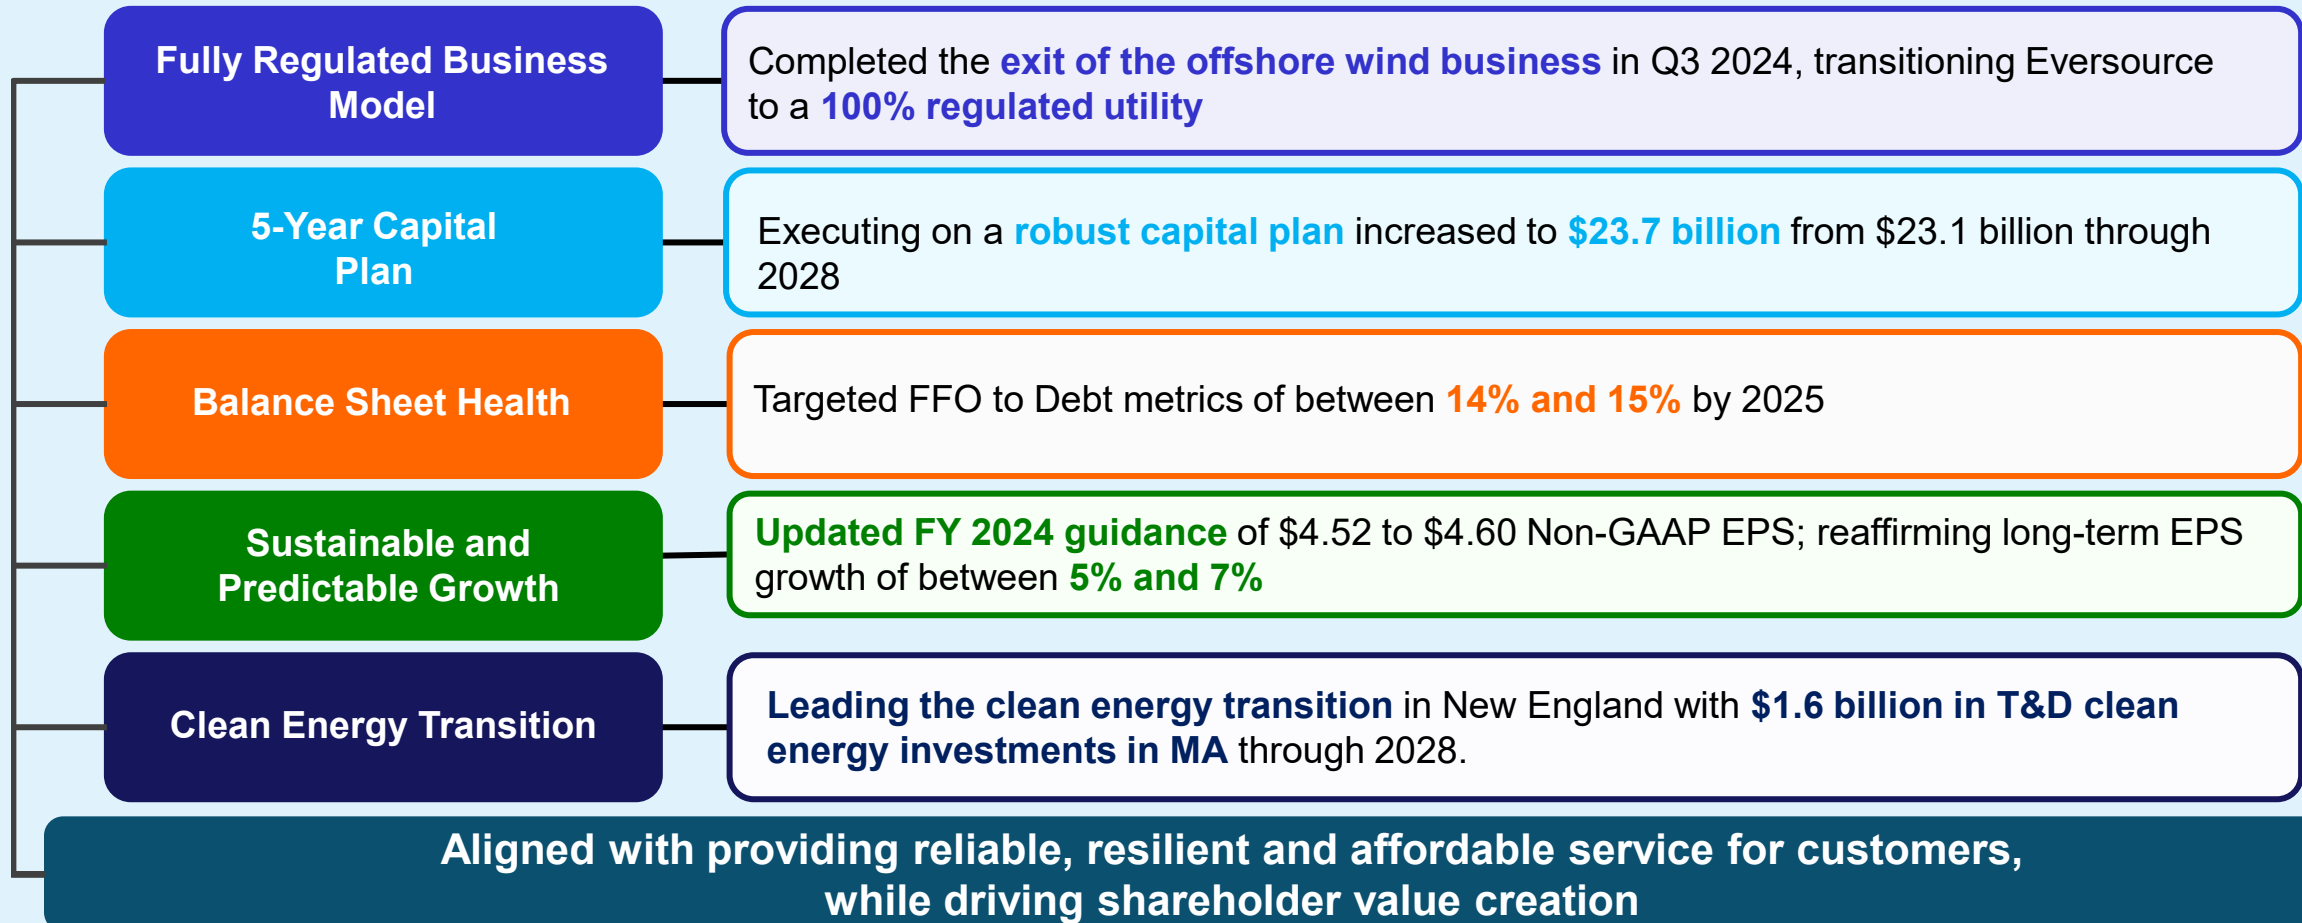 Fully Regulated Business
Model
Completed the exit of the offshore wind business in Q3 2024, transitioning Eversource
to a 100% regulated utility
5-Year Capital
Plan
Executing on a robust capital plan increased to $23.7 billion from $23.1 billion through
2028
Balance Sheet Health
Targeted FFO to Debt metrics of between 14% and 15% by 2025
Sustainable and
Predictable Growth
Updated FY 2024 guidance of $4.52 to $4.60 Non-GAAP EPS; reaffirming long-term EPS
growth of between 5% and 7%
Clean Energy Transition
Leading the clean energy transition in New England with $1.6 billion in T&D clean
energy investments in MA through 2028.
Aligned with providing reliable, resilient and affordable service for customers,
while driving shareholder value creation